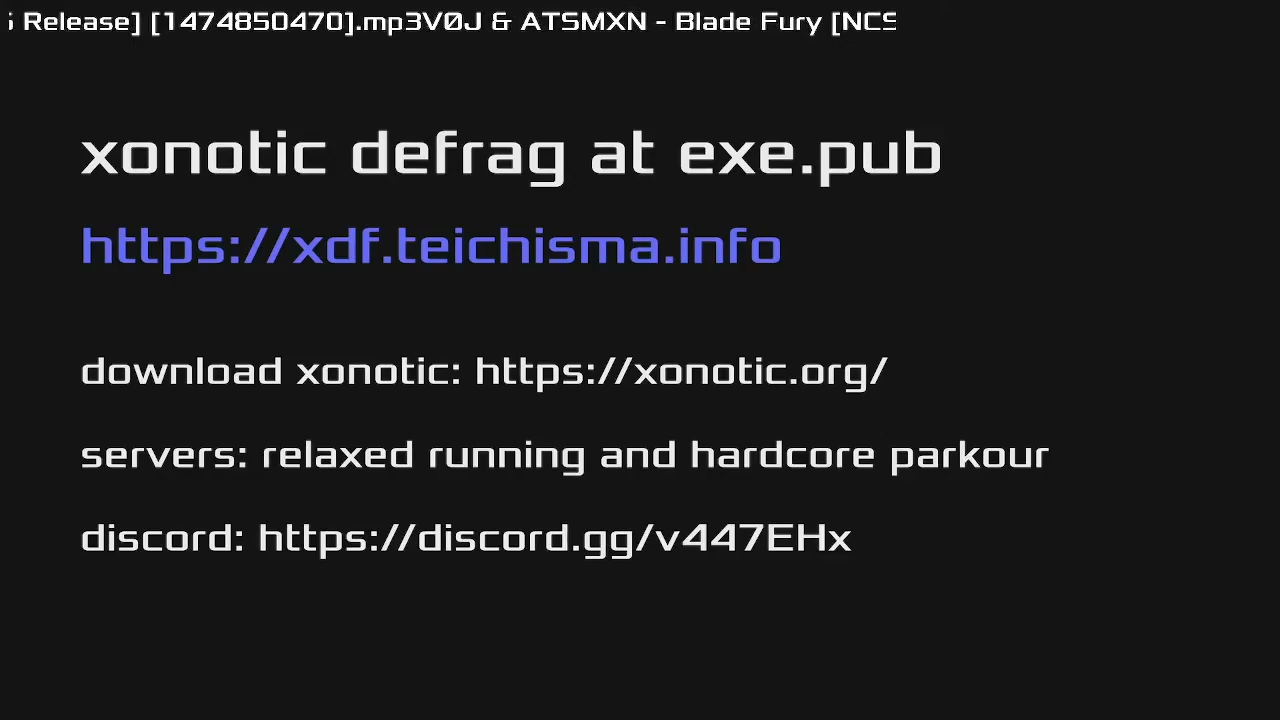 Release] [1474850470].mp3V0J & ATSMXN - Blade Fury [NCS
xonotic defrag at exe.pub
https://xdf.teichisma.info
download xonotic: https://xonotic.org/
servers: relaxed running and hardcore parkour
discord: https://discord.gg/v447EHx